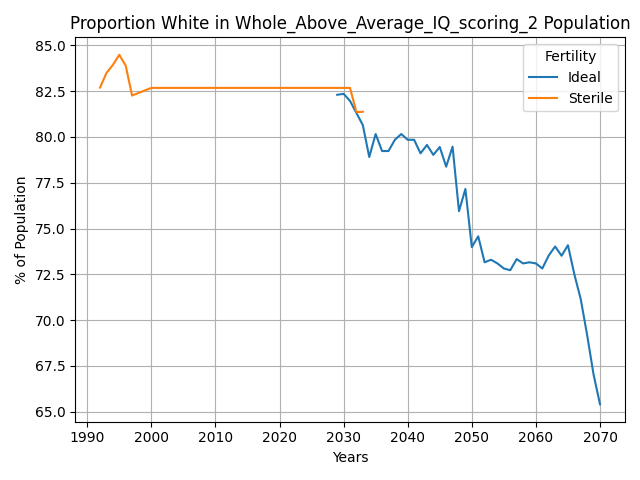 Proportion White in Whole_Above_Average_IQ_scoring_2 Population
Fertility
Ideal
Sterile
% of Population
85.0
82.5
80.0
77.5
75.0
72.5
70.0
67.5
65.0
1990 2000 2010 2020 2030 2040 2050 2060 2070
Years